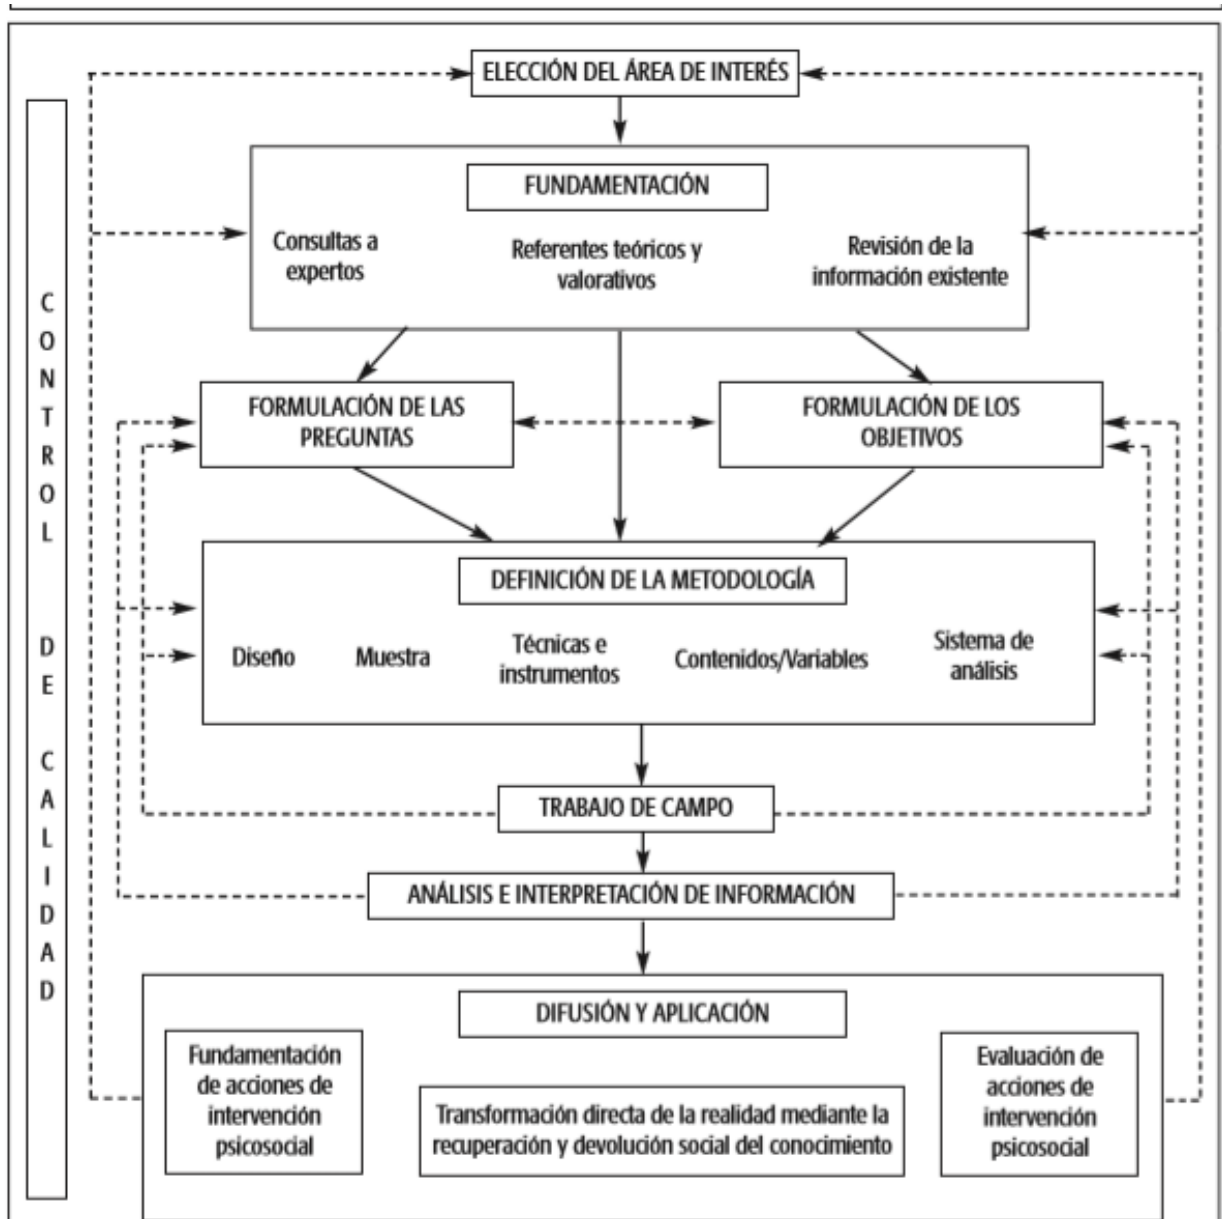 ELECCIÓN DEL ÁREA DE INTERÉS
FUNDAMENTACIÓN
Consultas a
expertos
Referentes teóricos y
valorativos
Revisión de la
información existente
CONTROL DE CALIDAD
FORMULACIÓN DE LAS
PREGUNTAS
FORMULACIÓN DE LOS
OBJETIVOS
DEFINICIÓN DE LA METODOLOGÍA
Diseño
Muestra
Técnicas e
instrumentos
Contenidos/Variables
Sistema de
análisis
TRABAJO DE CAMPO
ANÁLISIS E INTERPRETACIÓN DE INFORMACIÓN
DIFUSIÓN Y APLICACIÓN
Fundamentación
de acciones de
intervención
psicosocial
Transformación directa de la realidad mediante la
recuperación y devolución social del conocimiento
Evaluación de
acciones de
intervención
psicosocial